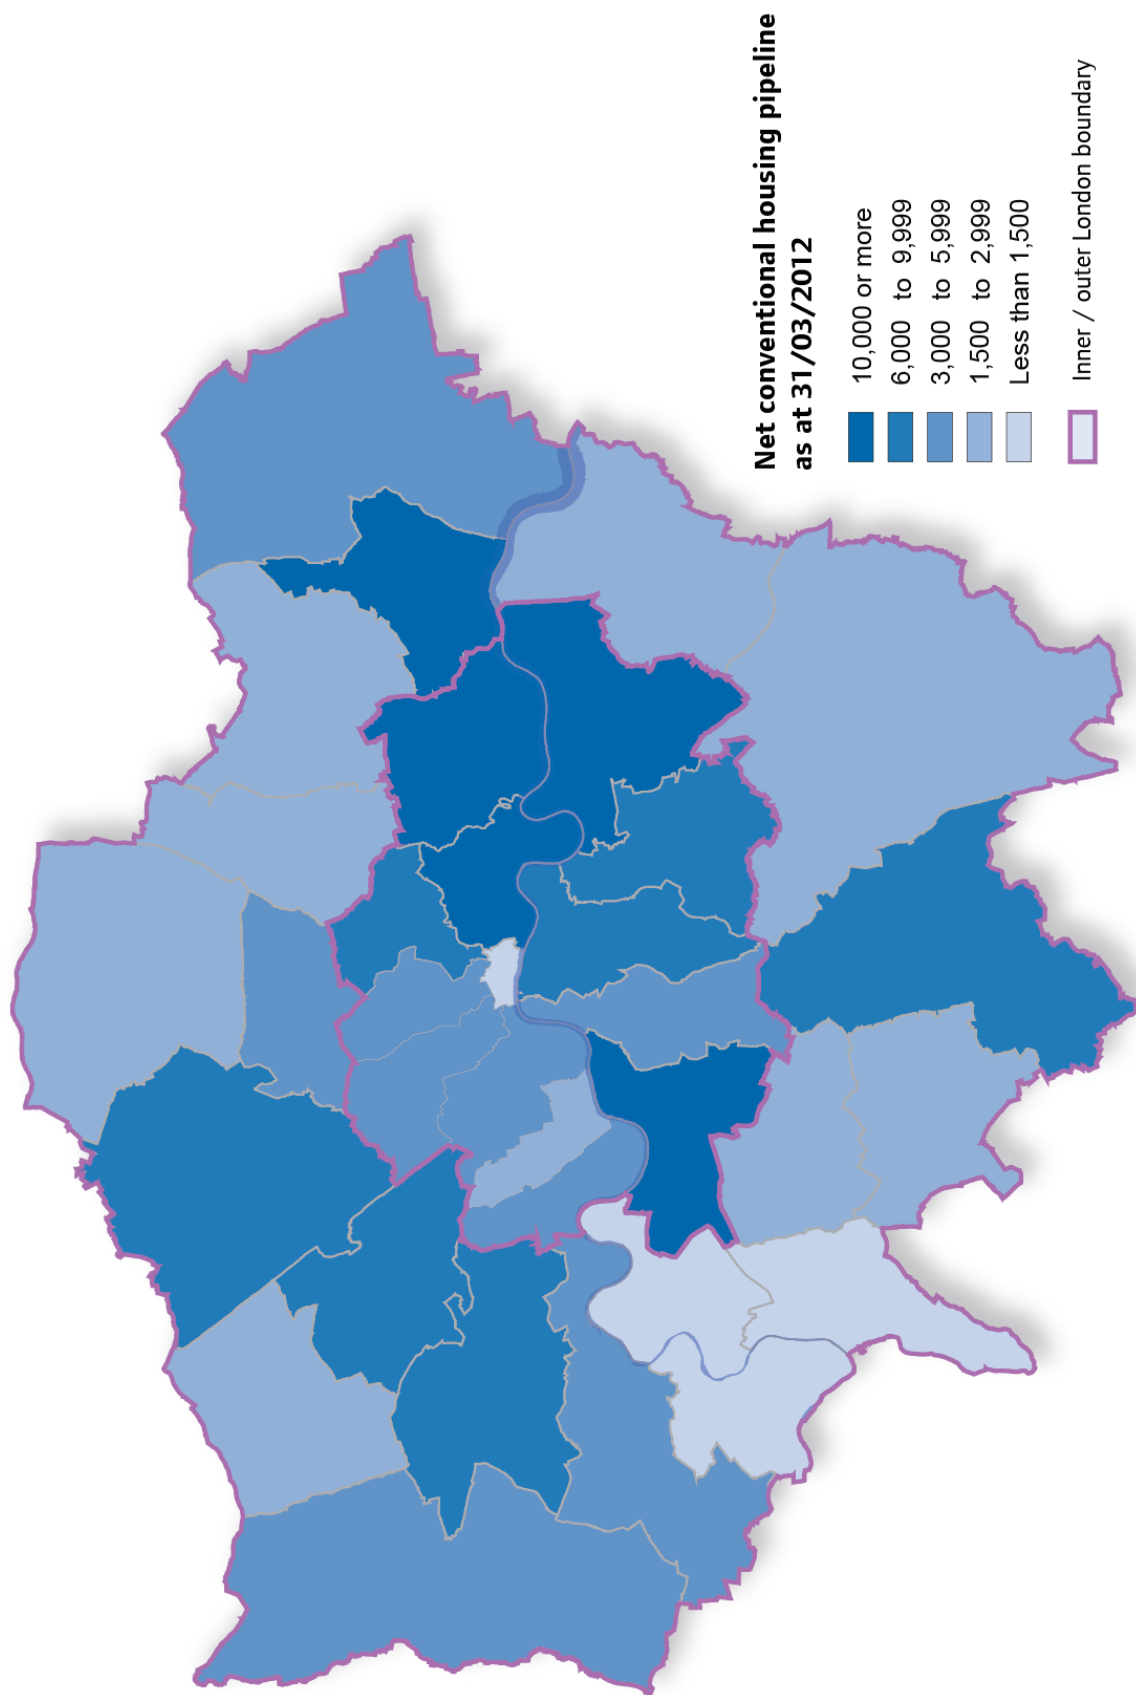 Net conventional housing pipeline
as at 31/03/2012
10,000 or more
6,000 to 9,999
3,000 to 5,999
1,500 to 2,999
Less than 1,500
Inner / outer London boundary